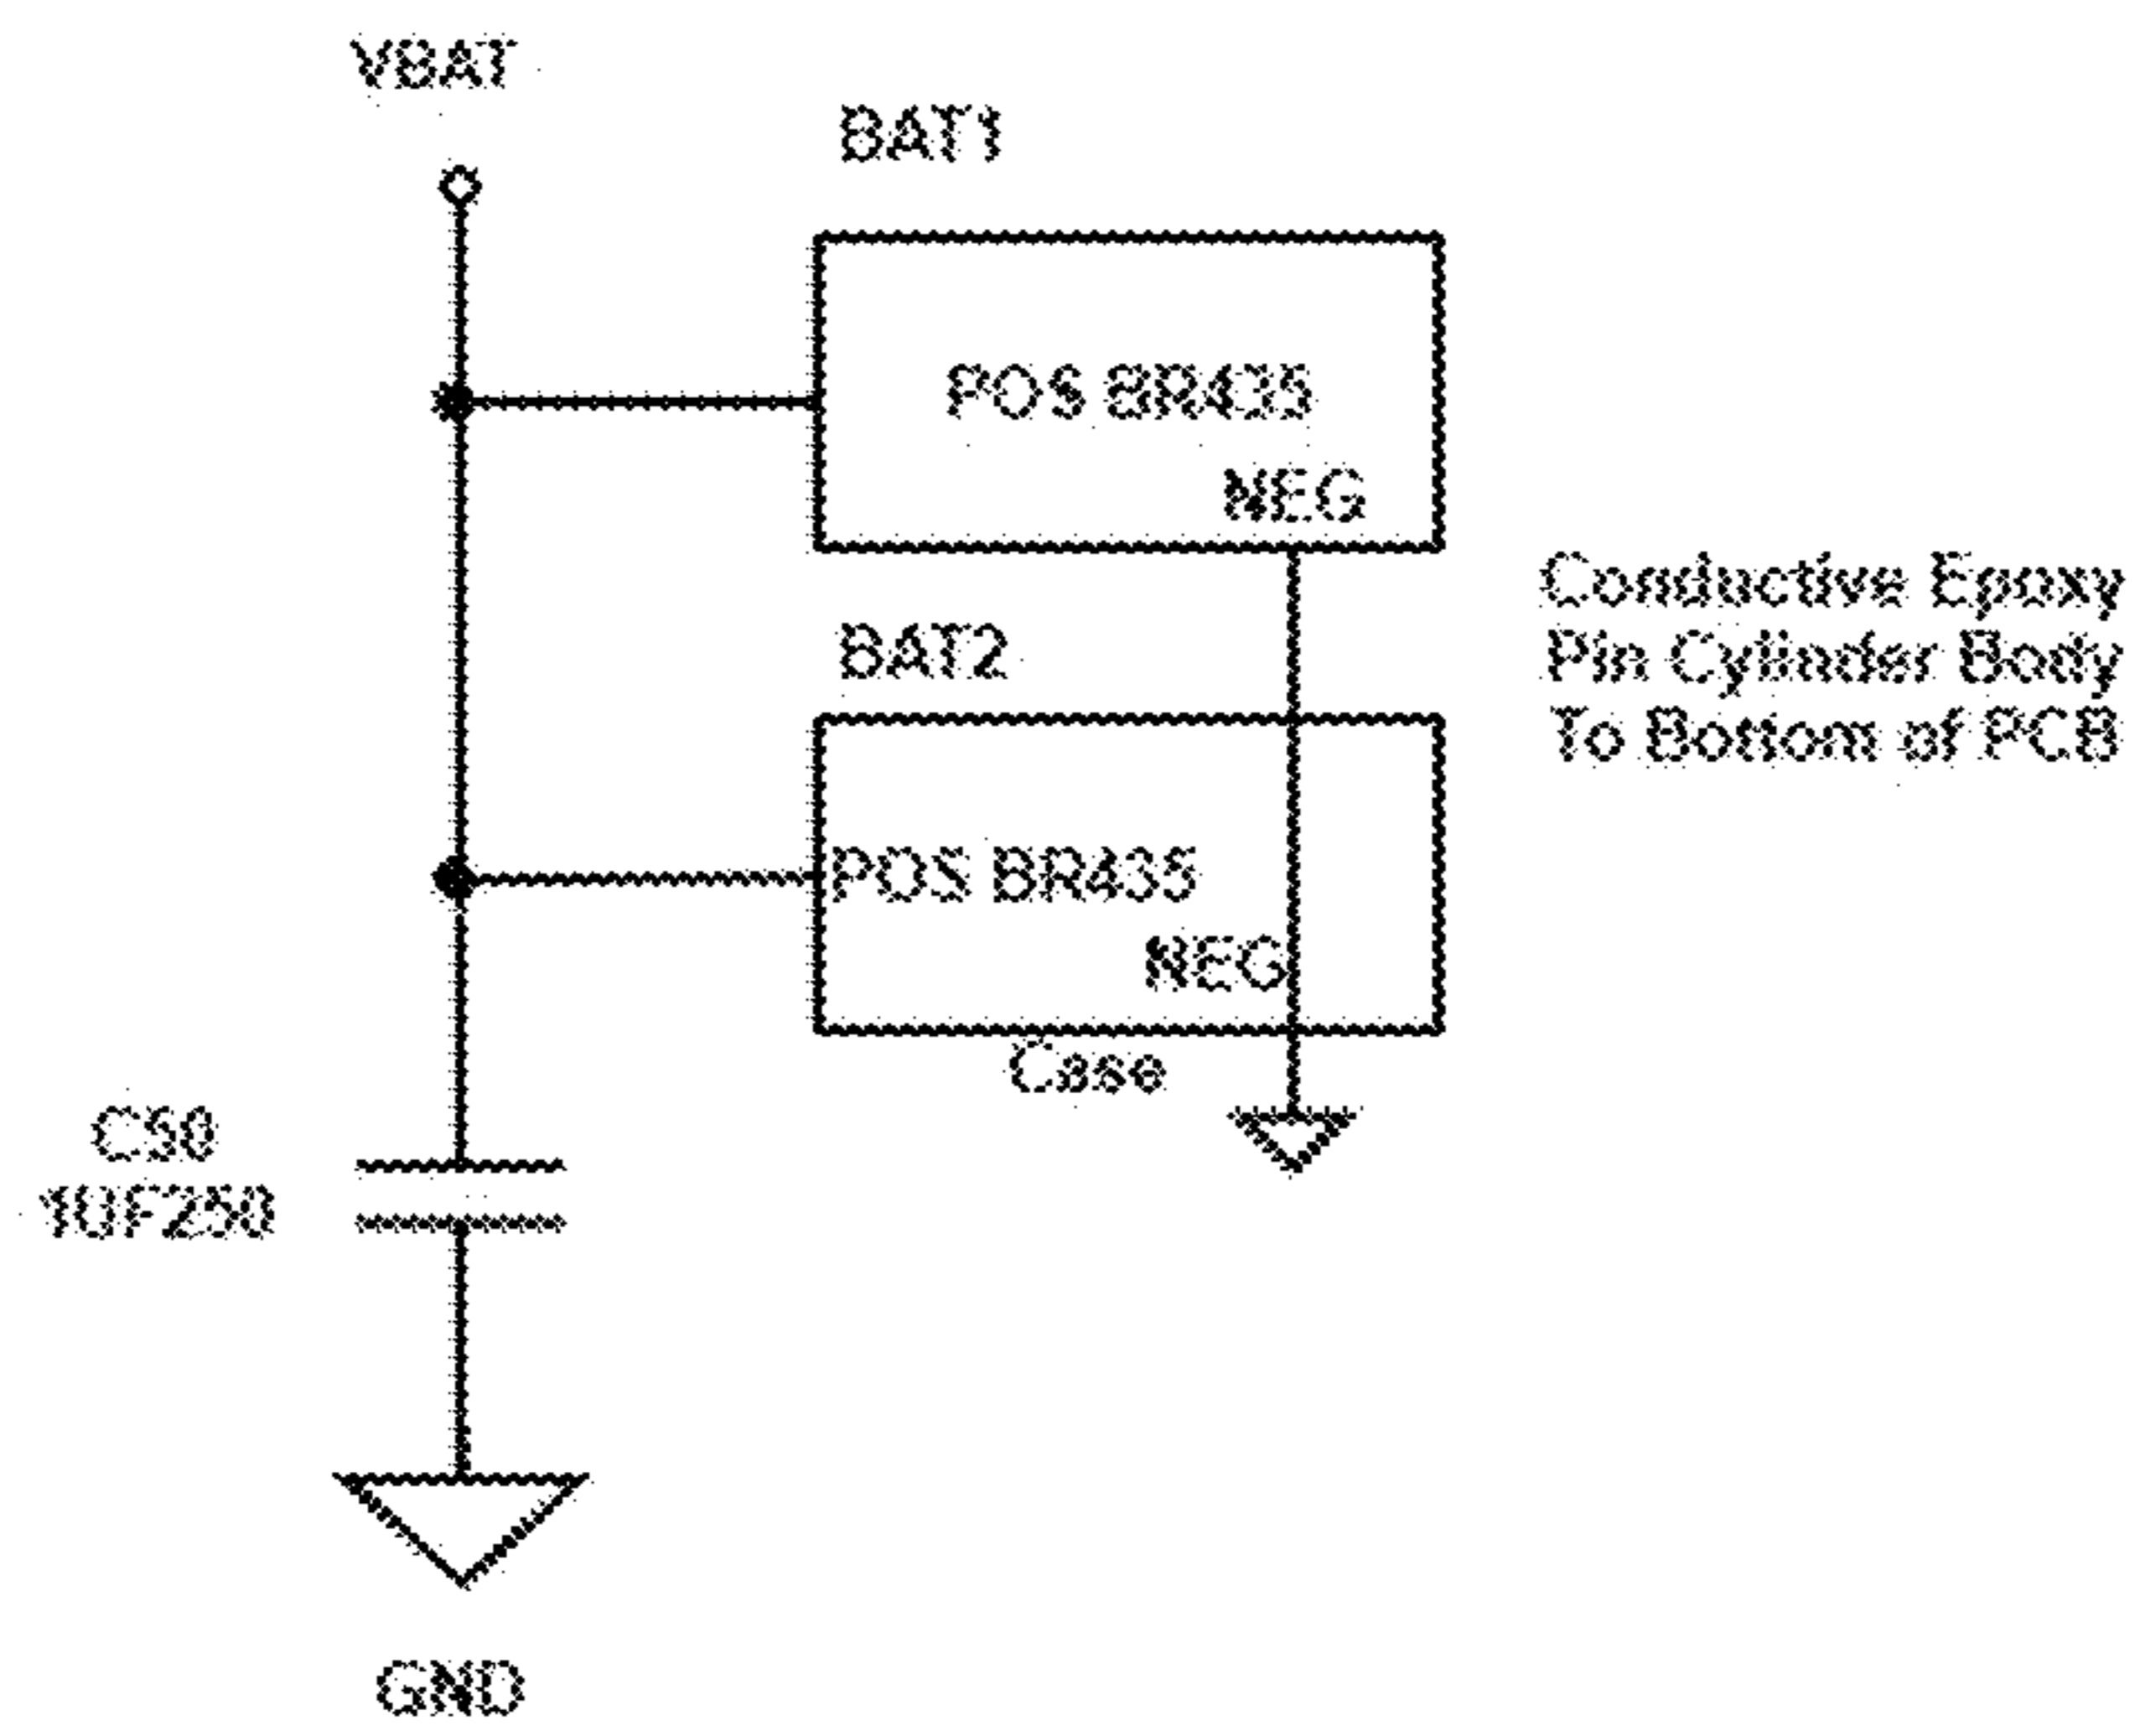 VBAT
BAT1
POS BR435
NEG
Conductive Epoxy
Pin Cylinder Body
To Bottom of PCB
BAT2
POS BR435
NEG
Case
C50
1UF250
GND